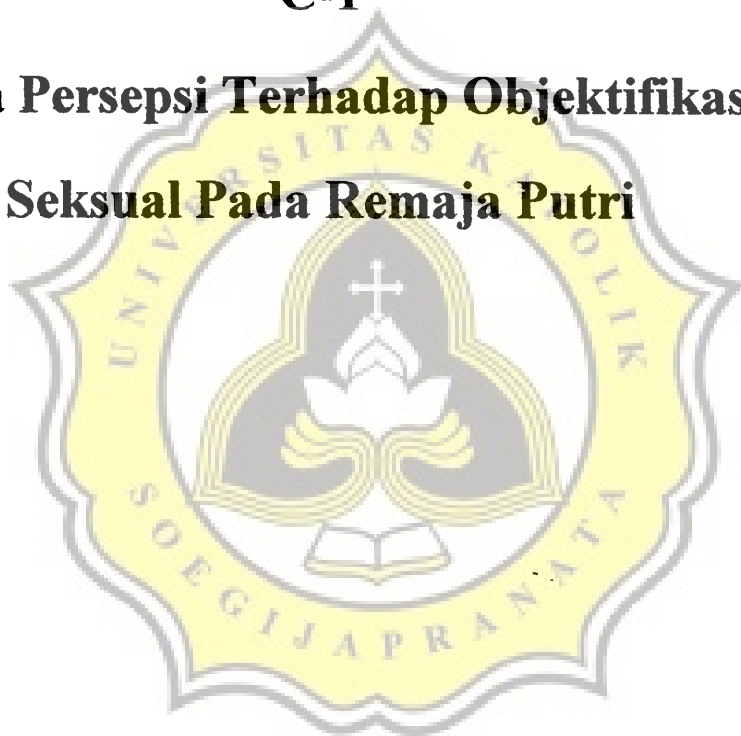 Persepsi Terhadap Objektifikas
Seksual Pada Remaja Putri
UNIVERSITAS KATOLIK
SOEGIJAPRANATA